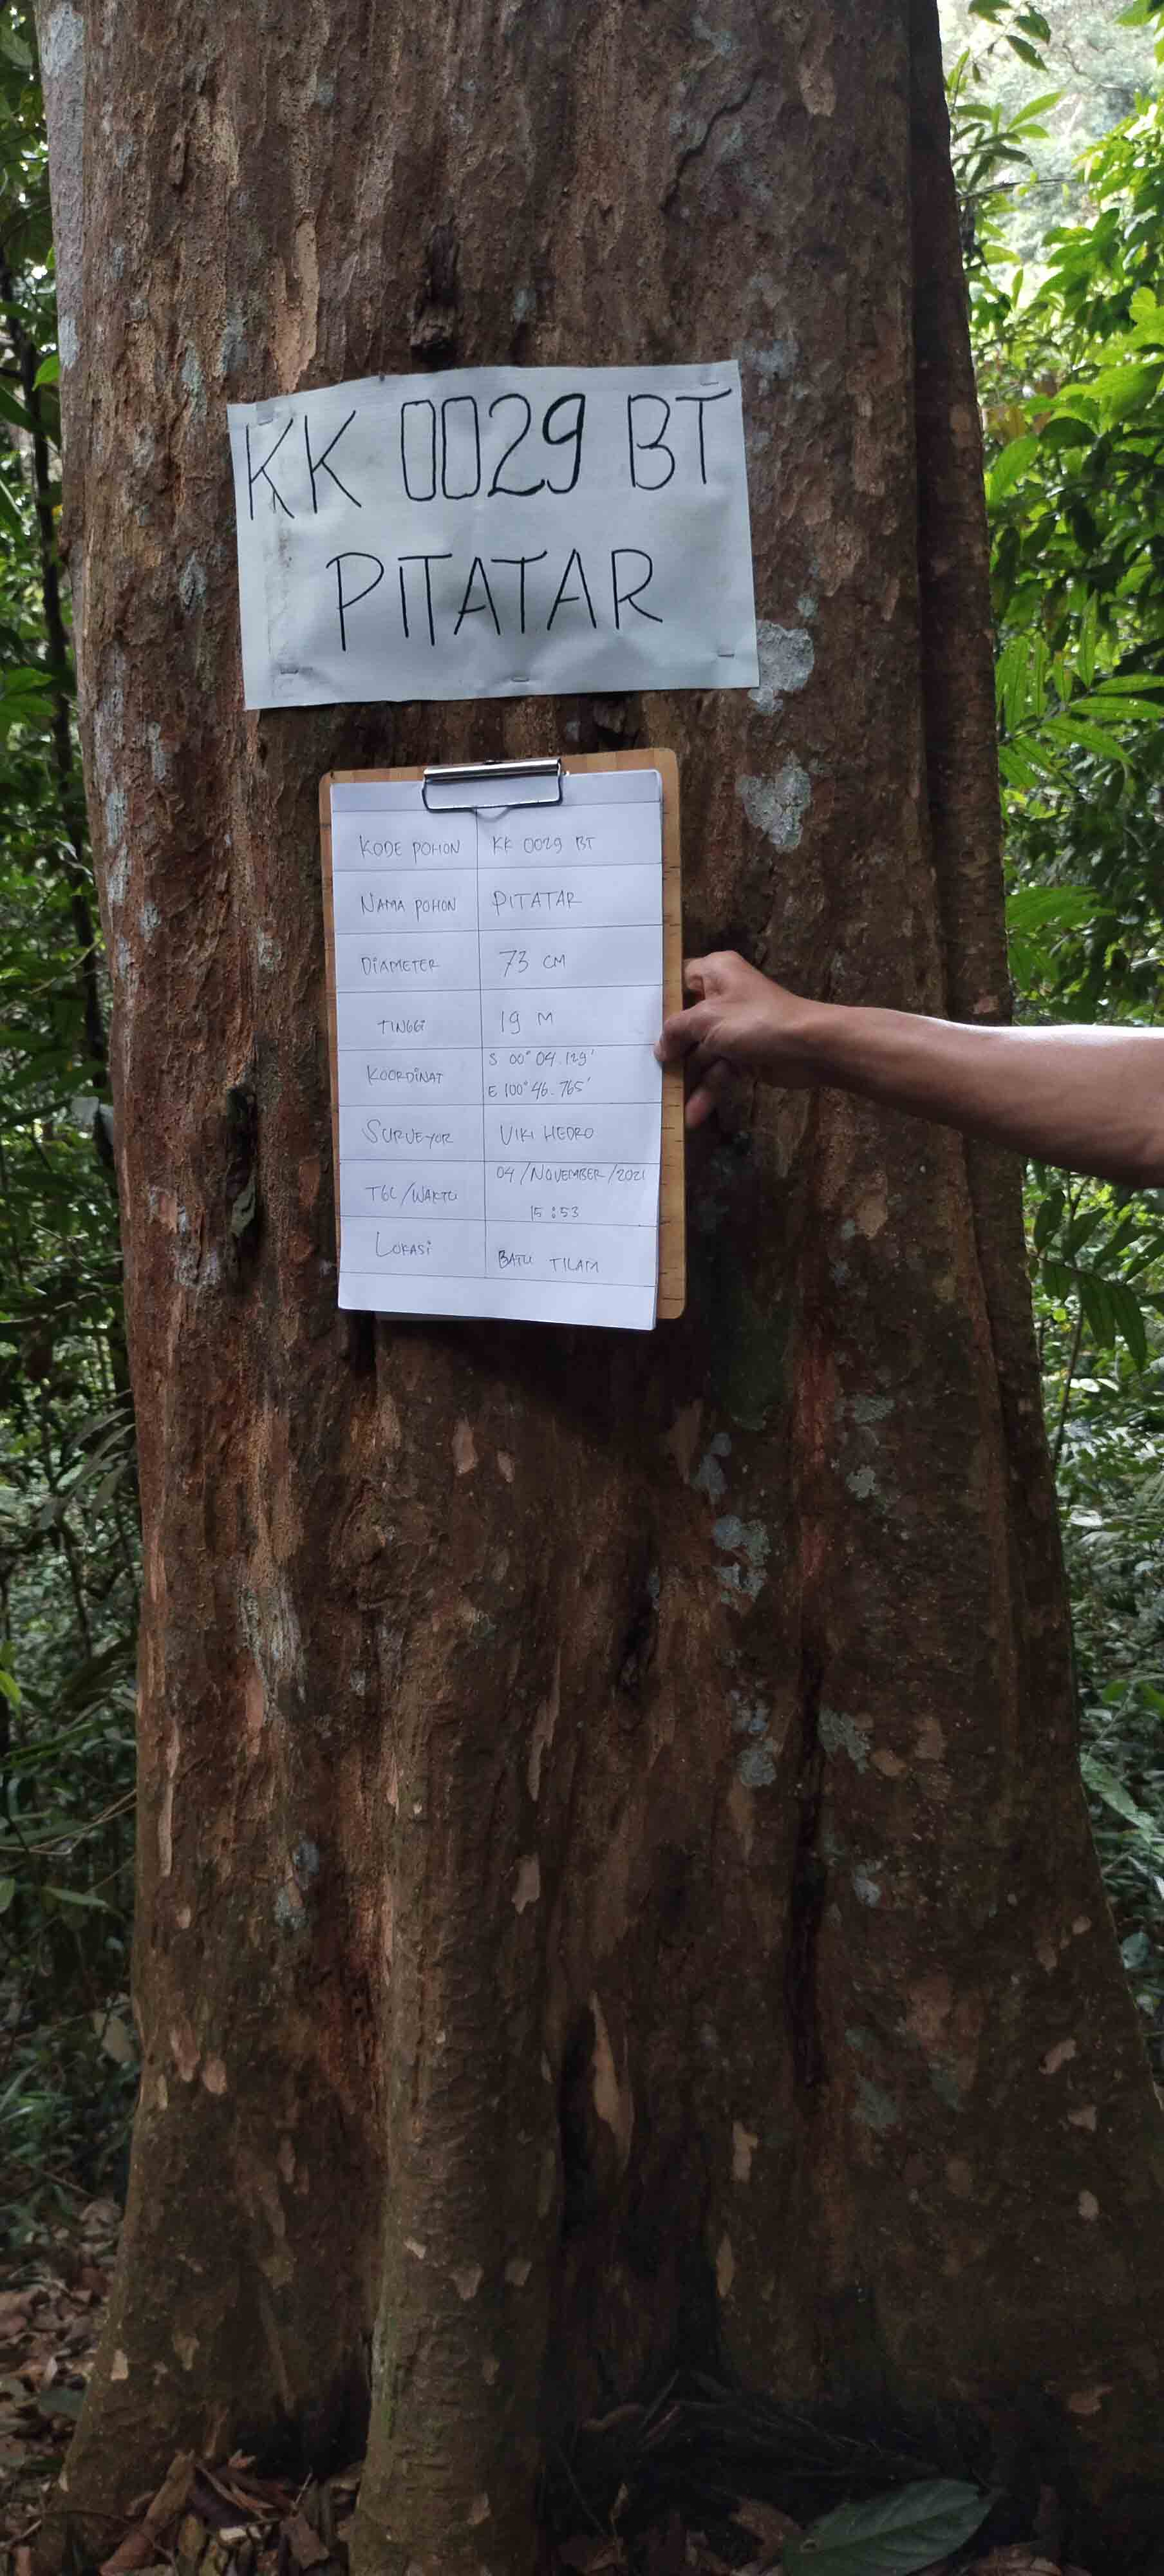 KK 0029 BT
PITATAR
KODE POHON KK 0029 BT
NAMA POHON PITATAR
DIAMETER 73 CM
TINGGI 19 M
KOORDINAT S 00° 04.129'
E 100° 46.765'
SURVEYOR VIKI HEDRO
TGL/WAKTU 04/NOVEMBER/2021
15:53
LOKASI BATU TILAM